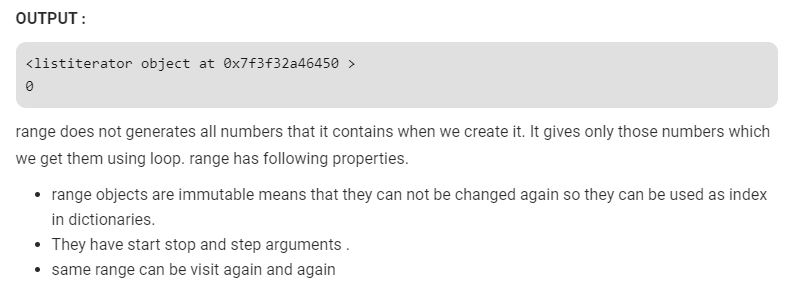 OUTPUT :
<listiterator object at 0x7f3f32a46450 >
0
range does not generates all numbers that it contains when we create it. It gives only those numbers which
we get them using loop. range has following properties.
• range objects are immutable means that they can not be changed again so they can be used as index
in dictionaries.
• They have start stop and step arguments .
• same range can be visit again and again